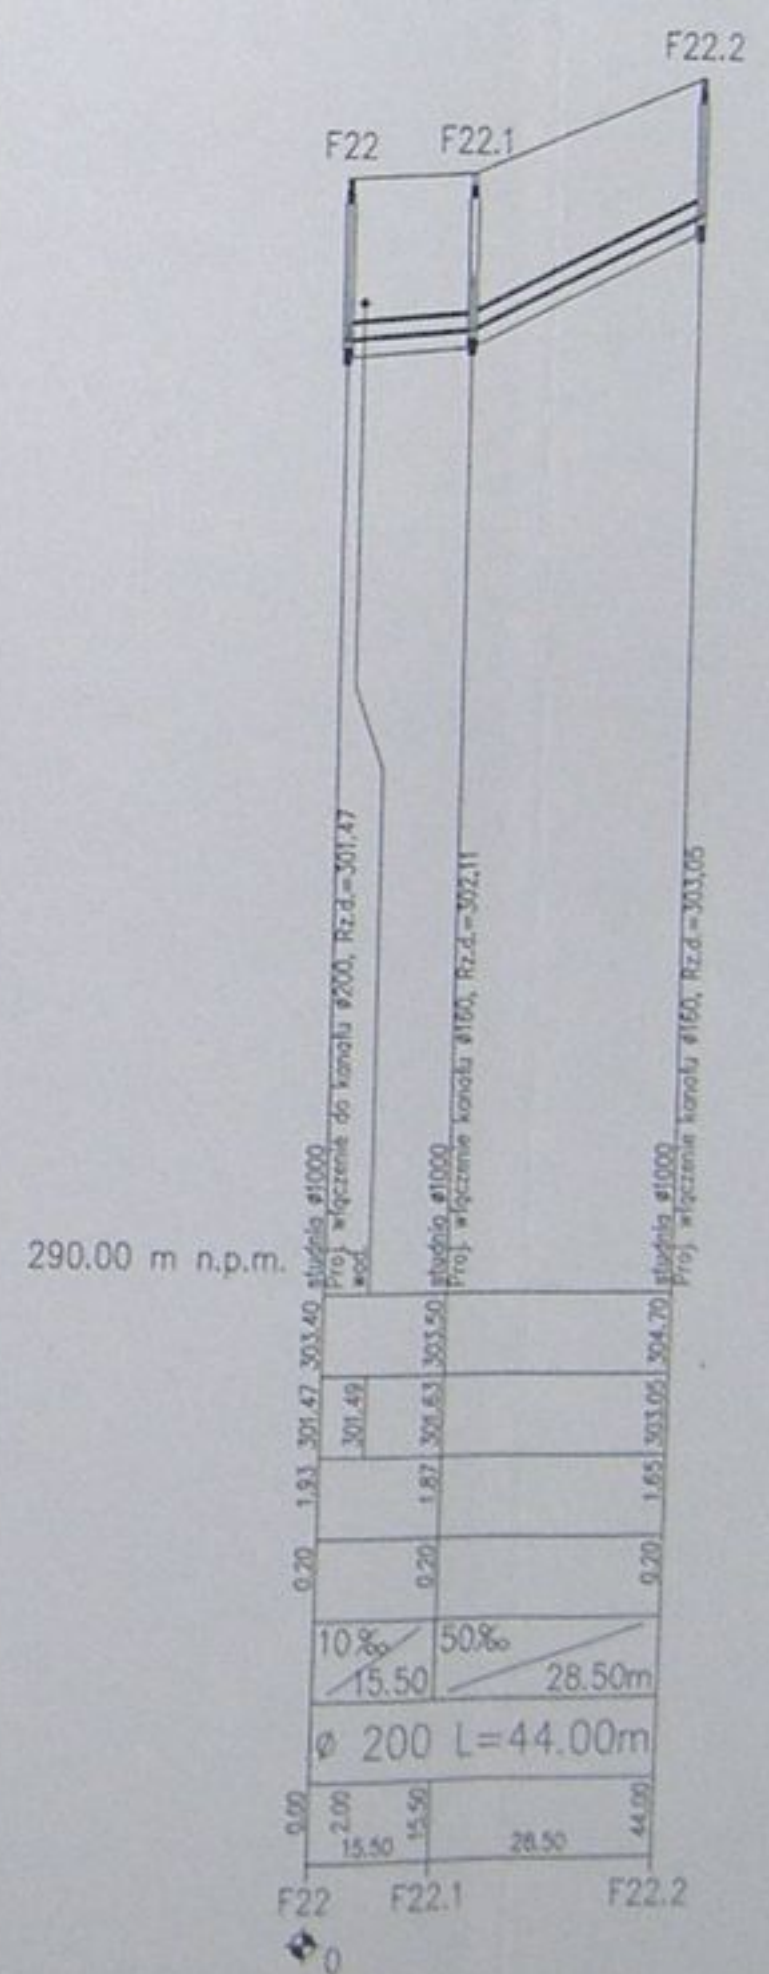 F22.2
F22 F22.1
Proj. włączenie do kanału ø200, Rz.d.=301,47
Proj. włączenie kanału ø160, Rz.d.=302,11
Proj. włączenie kanału ø160, Rz.d.=303,05
studnia ø1000
wod.
studnia ø1000
studnia ø1000
290.00 m n.p.m.
303.40 303.50 304.70
301.47 301.49 301.63 303.05
1.93 1.87 1.65
0.20 0.20 0.20
10‰ 50‰
15.50 28.50m
ø 200 L=44.00m
0.00 2.00 15.50 44.00
15.50 28.50
F22 F22.1 F22.2
0